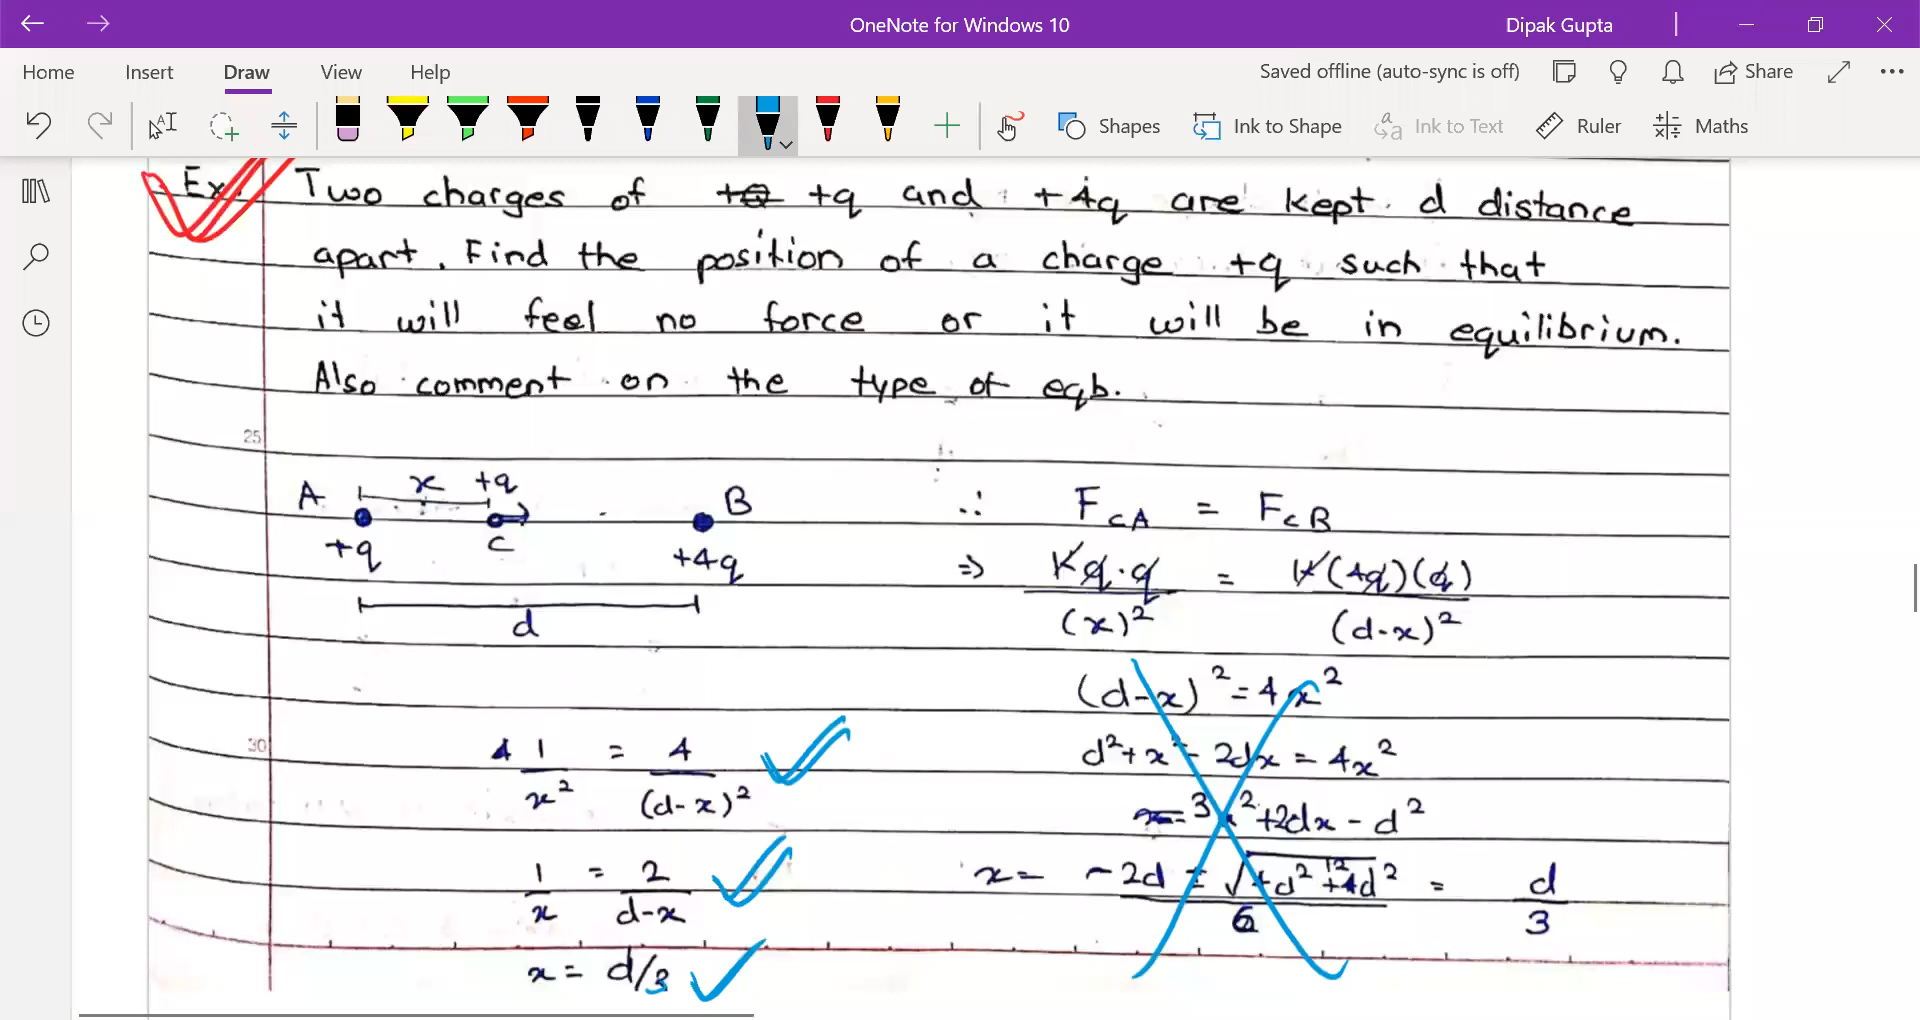 OneNote for Windows 10
Dipak Gupta
Home Insert Draw View Help
Saved offline (auto-sync is off) Share
Shapes Ink to Shape Ink to Text Ruler Maths
Ex. Two charges of +Q +q and +4q are kept d distance
apart. Find the position of a charge +q such that
it will feel no force or it will be in equilibrium.
Also comment on the type of eqb.
25
A x +q B
+q C +4q
d
∴ FCA = FCB
⇒ Kq.q/(x)² = K(4q)(q)/(d-x)²
(d-x)² = 4x²
d²+x²-2dx = 4x²
3x²+2dx-d²
x = -2d ± √4d²+12d²/6 = d/3
30
1/x² = 4/(d-x)²
1/x = 2/d-x
x = d/3